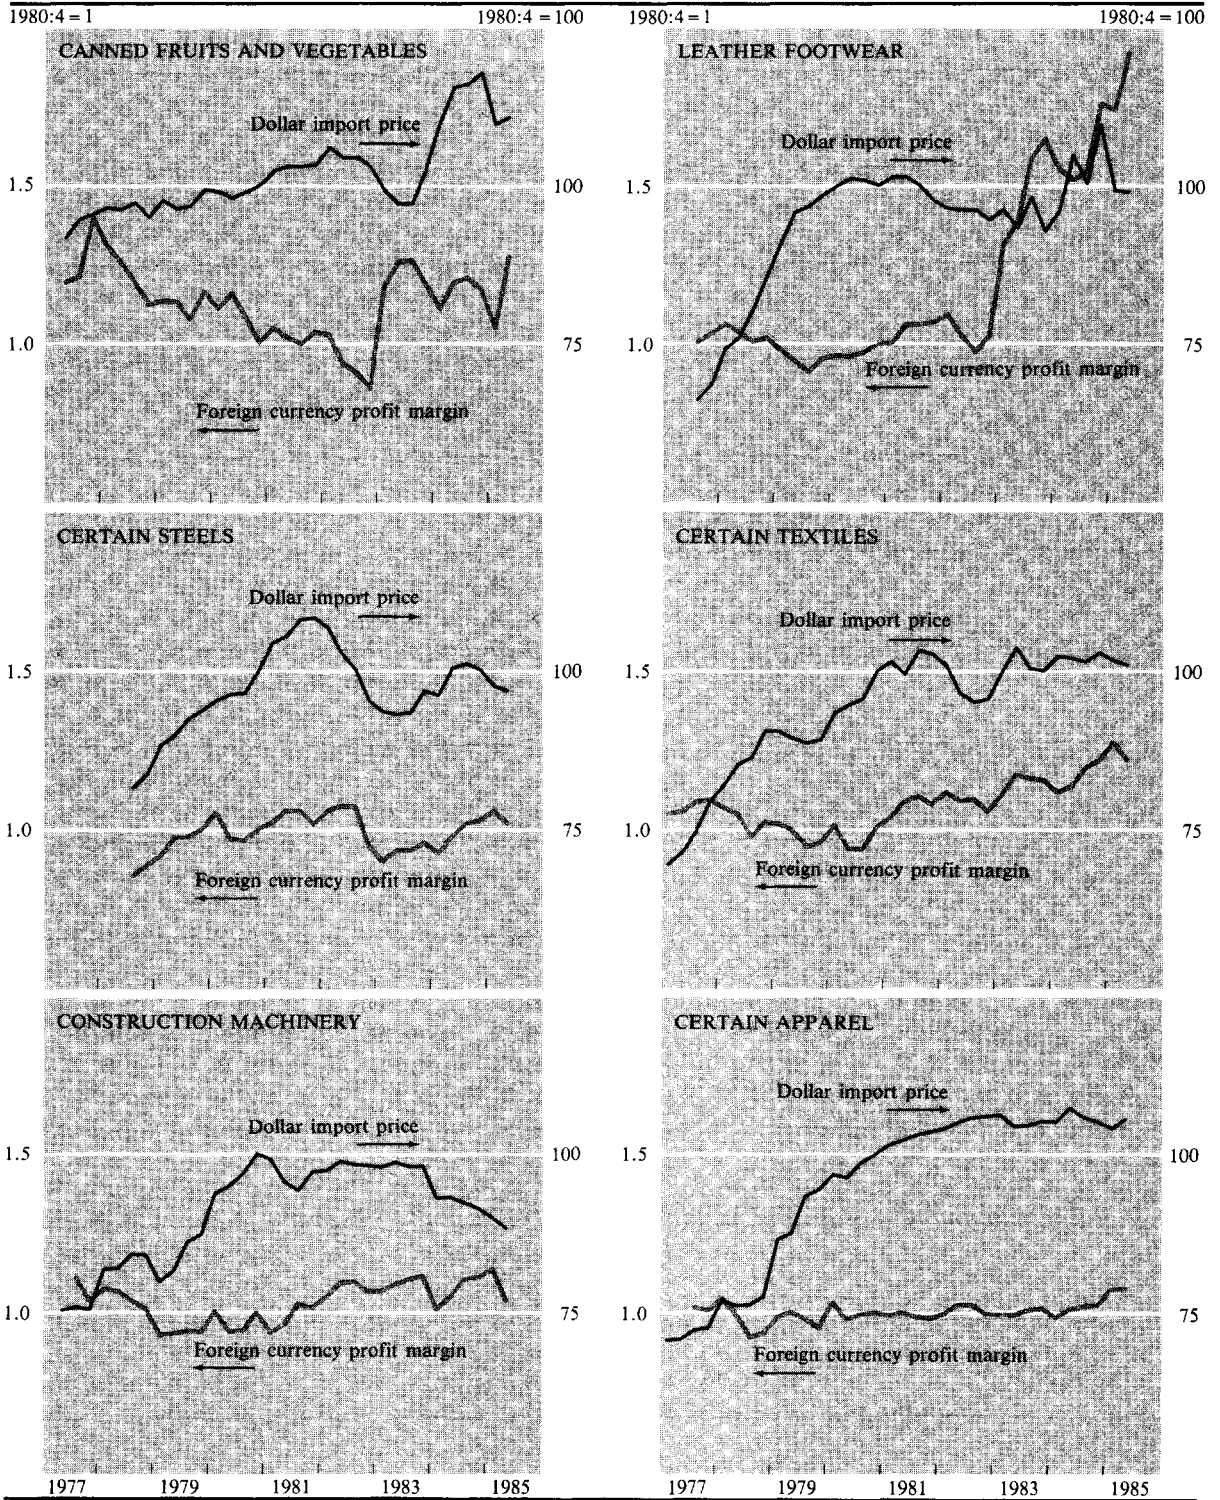 1980:4 = 1 1980:4 = 100 1980:4 = 1 1980:4 = 100
CANNED FRUITS AND VEGETABLES
Dollar import price
1.5 100
1.0 75
Foreign currency profit margin
LEATHER FOOTWEAR
Dollar import price
1.5 100
1.0 75
Foreign currency profit margin
CERTAIN STEELS
Dollar import price
1.5 100
1.0 75
Foreign currency profit margin
CERTAIN TEXTILES
Dollar import price
1.5 100
1.0 75
Foreign currency profit margin
CONSTRUCTION MACHINERY
Dollar import price
1.5 100
1.0 75
Foreign currency profit margin
1977 1979 1981 1983 1985
CERTAIN APPAREL
Dollar import price
1.5 100
1.0 75
Foreign currency profit margin
1977 1979 1981 1983 1985